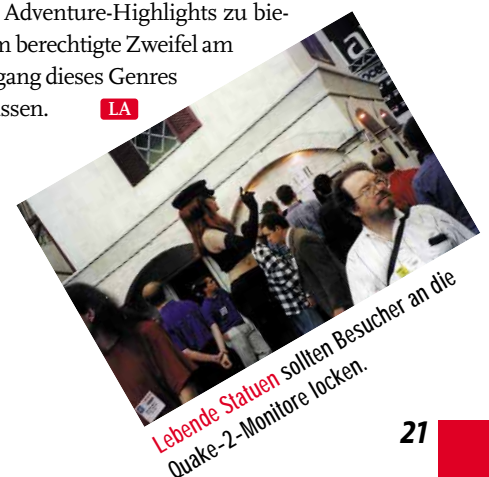 Adventure-Highlights zu bie-
berechtigte Zweifel am
gang dieses Genres
ssen. LA
Lebende Statuen sollten Besucher an die
Quake-2-Monitore locken.
21